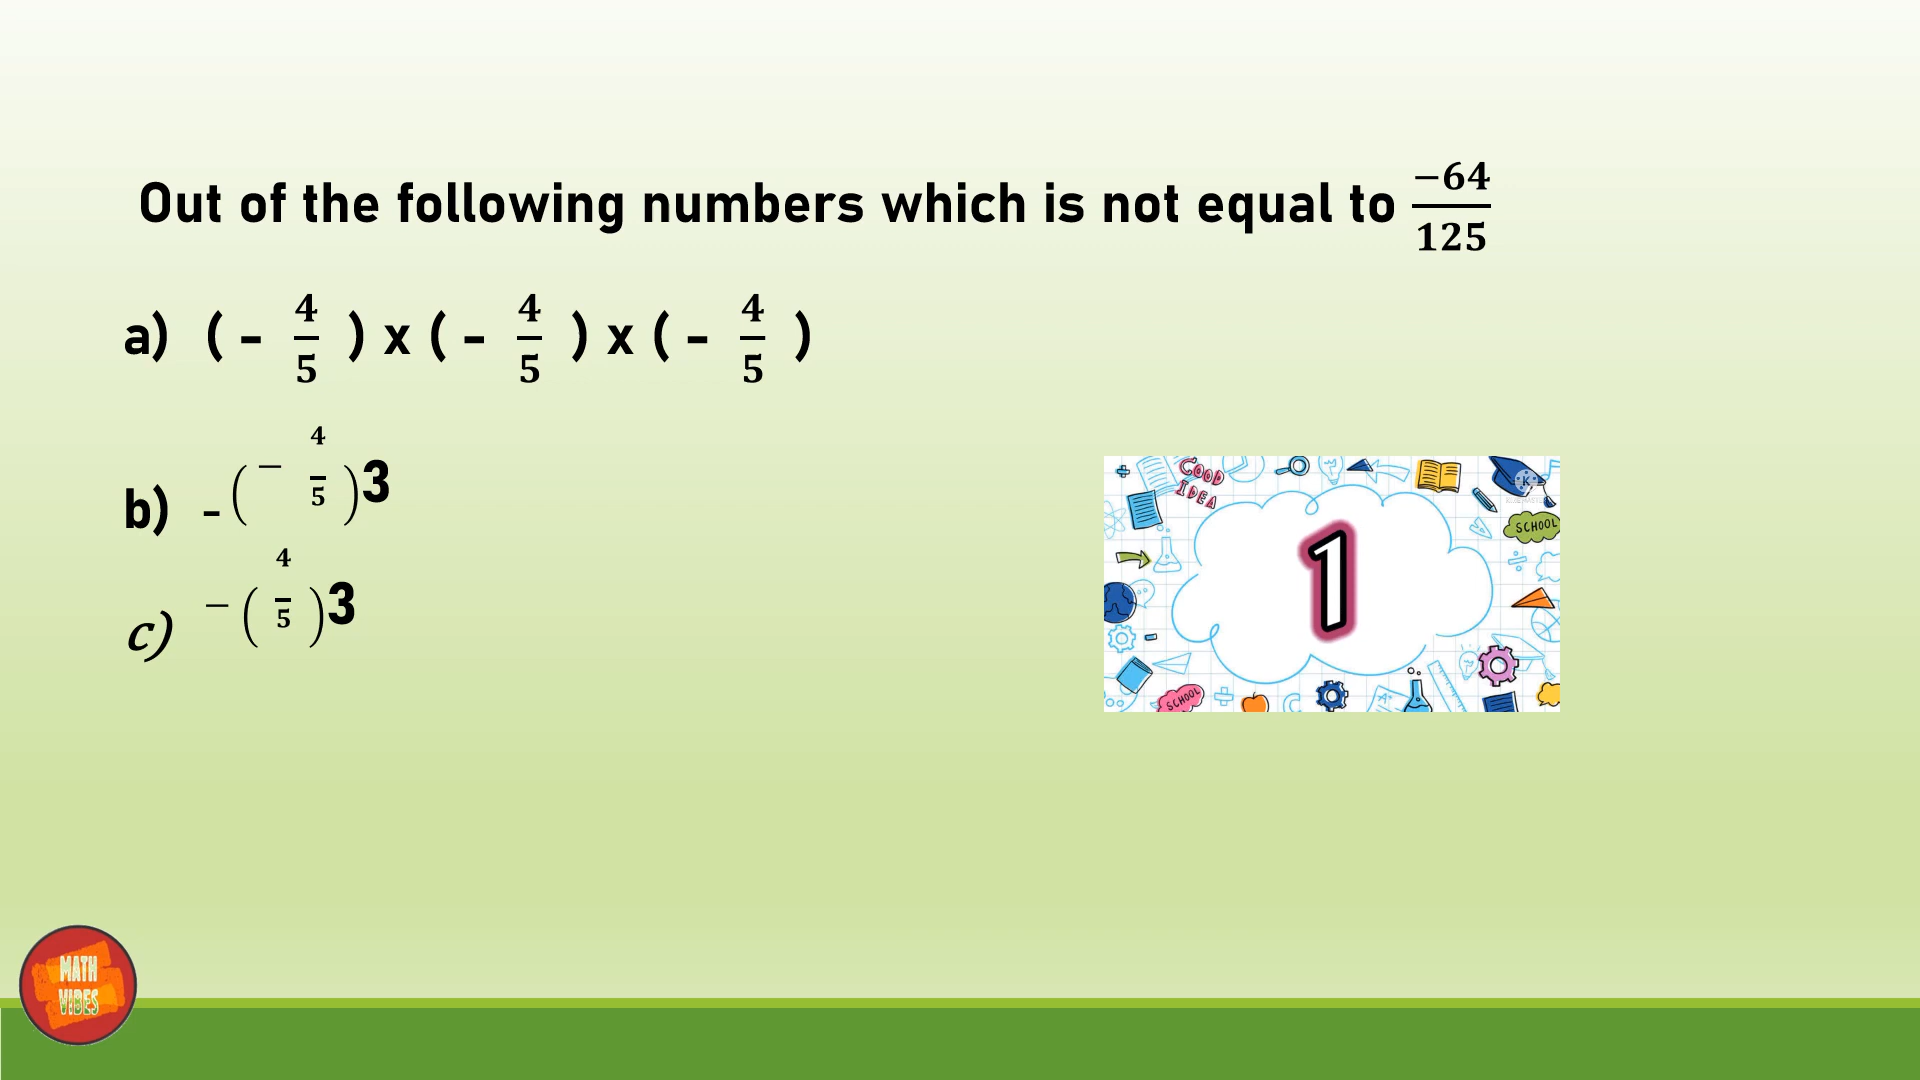 Out of the following numbers which is not equal to −64/125
a) ( - 4/5 ) x ( - 4/5 ) x ( - 4/5 )
b) -(− 4/5 )3
c) −( 4/5 )3
GOOD
IDEA
SCHOOL
1
SCHOOL
A+
MATH
VIBES